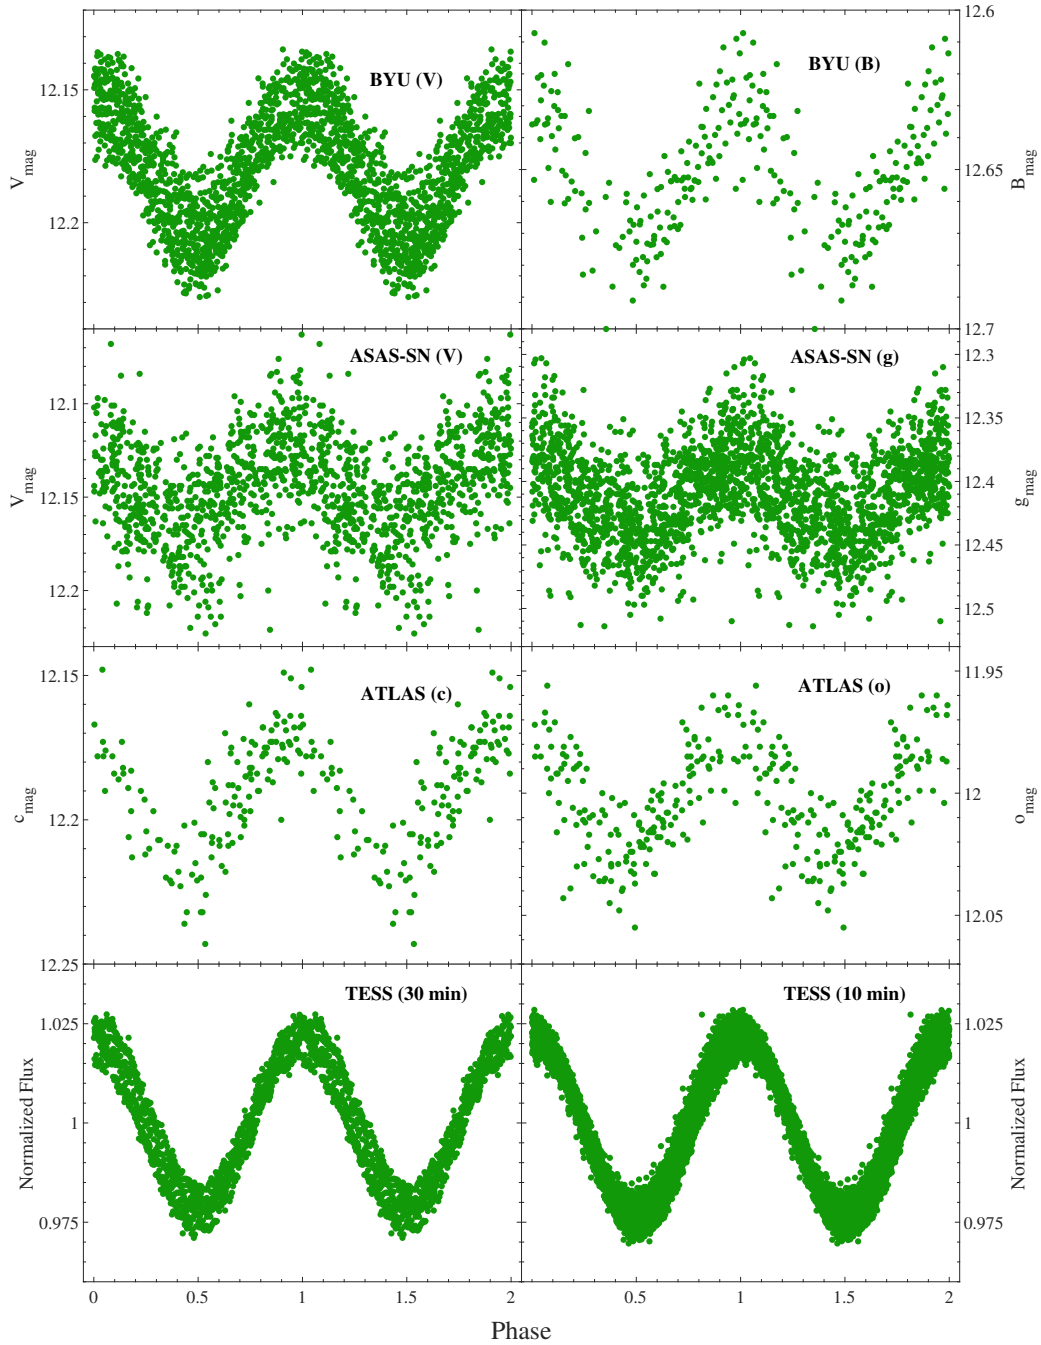 12.6
BYU (V)
BYU (B)
12.15
V_mag
12.65
B_mag
12.2
12.7
ASAS-SN (V)
ASAS-SN (g)
12.3
12.1
12.35
V_mag
12.4
g_mag
12.15
12.45
12.2
12.5
12.15
ATLAS (c)
ATLAS (o)
11.95
c_mag
12.2
12
o_mag
12.05
12.25
TESS (30 min)
TESS (10 min)
1.025
1.025
Normalized Flux
1
1
Normalized Flux
0.975
0.975
0 0.5 1 1.5 2 0.5 1 1.5 2
Phase